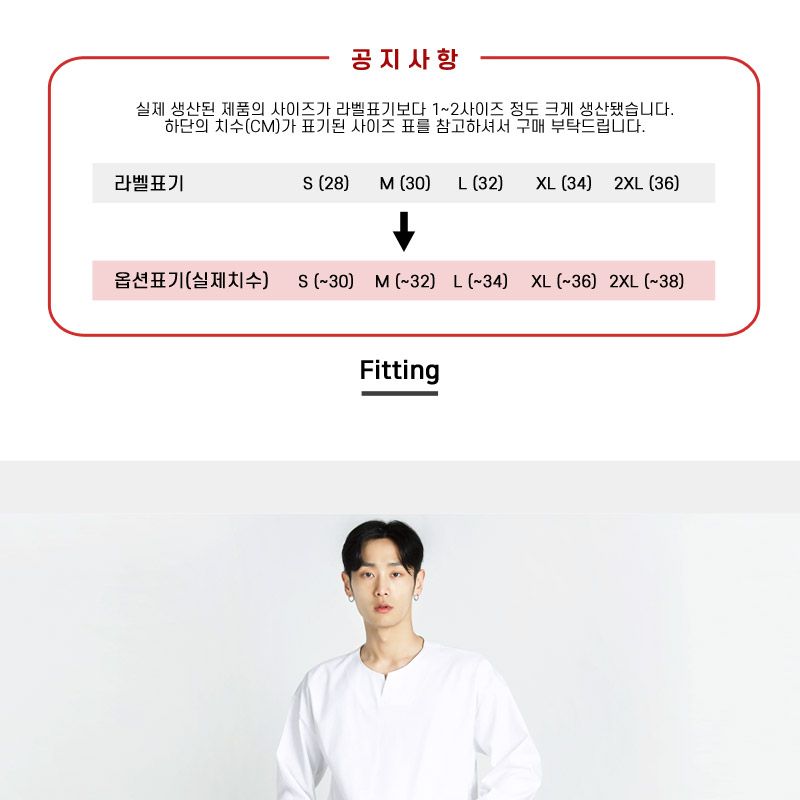 공지사항
실제 생산된 제품의 사이즈가 라벨표기보다 1~2사이즈 정도 크게 생산됐습니다.
하단의 치수(CM)가 표기된 사이즈 표를 참고하셔서 구매 부탁드립니다.
라벨표기 S (28) M (30) L (32) XL (34) 2XL (36)
옵션표기(실제치수) S (~30) M (~32) L (~34) XL (~36) 2XL (~38)
Fitting